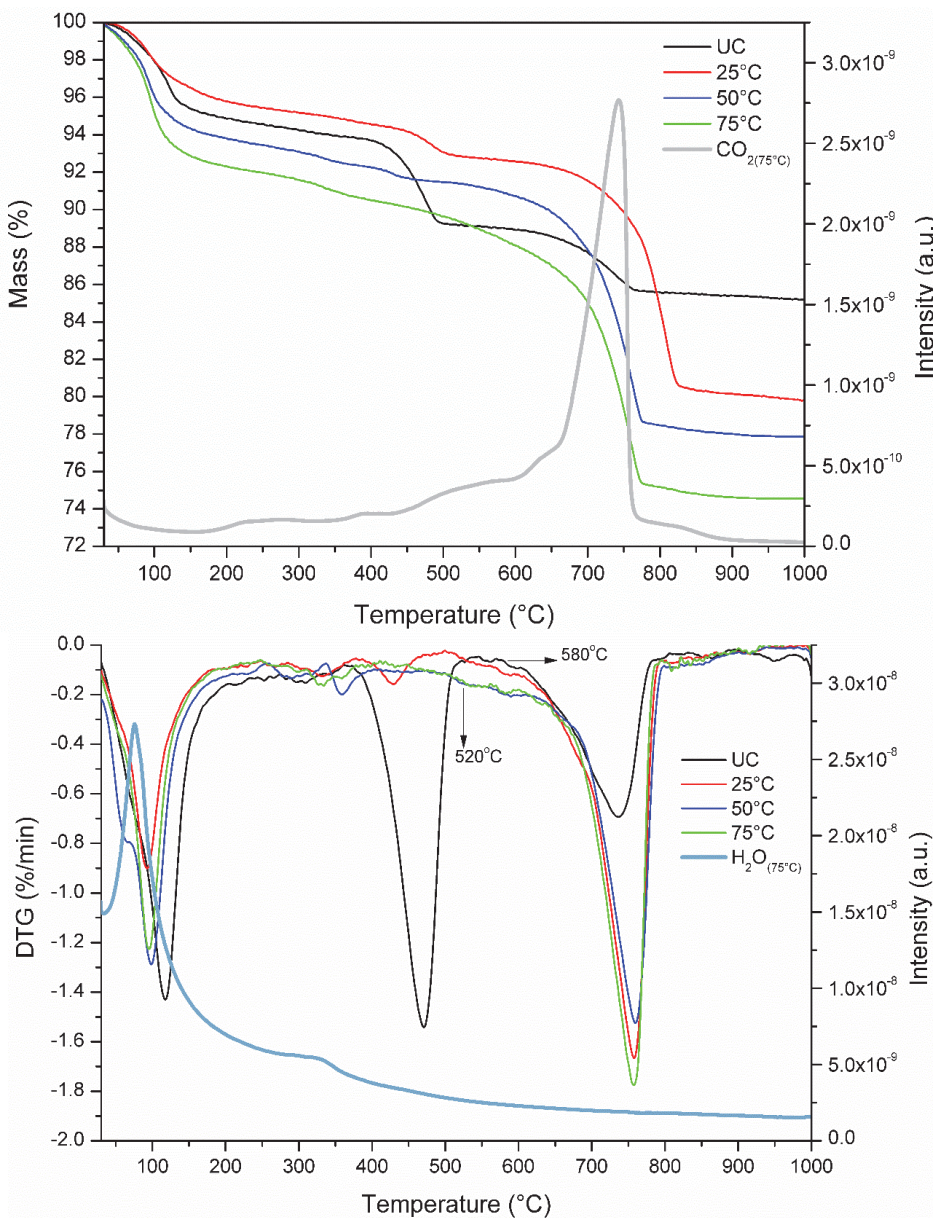 100
98
96
94
92
90
88
86
84
82
80
78
76
74
72
Mass (%)
UC
25°C
50°C
75°C
CO2(75°C)
3.0x10-9
2.5x10-9
2.0x10-9
1.5x10-9
1.0x10-9
5.0x10-10
0.0
Intensity (a.u.)
100 200 300 400 500 600 700 800 900 1000
Temperature (°C)
0.0
-0.2
-0.4
-0.6
-0.8
-1.0
-1.2
-1.4
-1.6
-1.8
-2.0
DTG (%/min)
580°C
520°C
UC
25°C
50°C
75°C
H2O(75°C)
3.0x10-8
2.5x10-8
2.0x10-8
1.5x10-8
1.0x10-8
5.0x10-9
0.0
Intensity (a.u.)
100 200 300 400 500 600 700 800 900 1000
Temperature (°C)